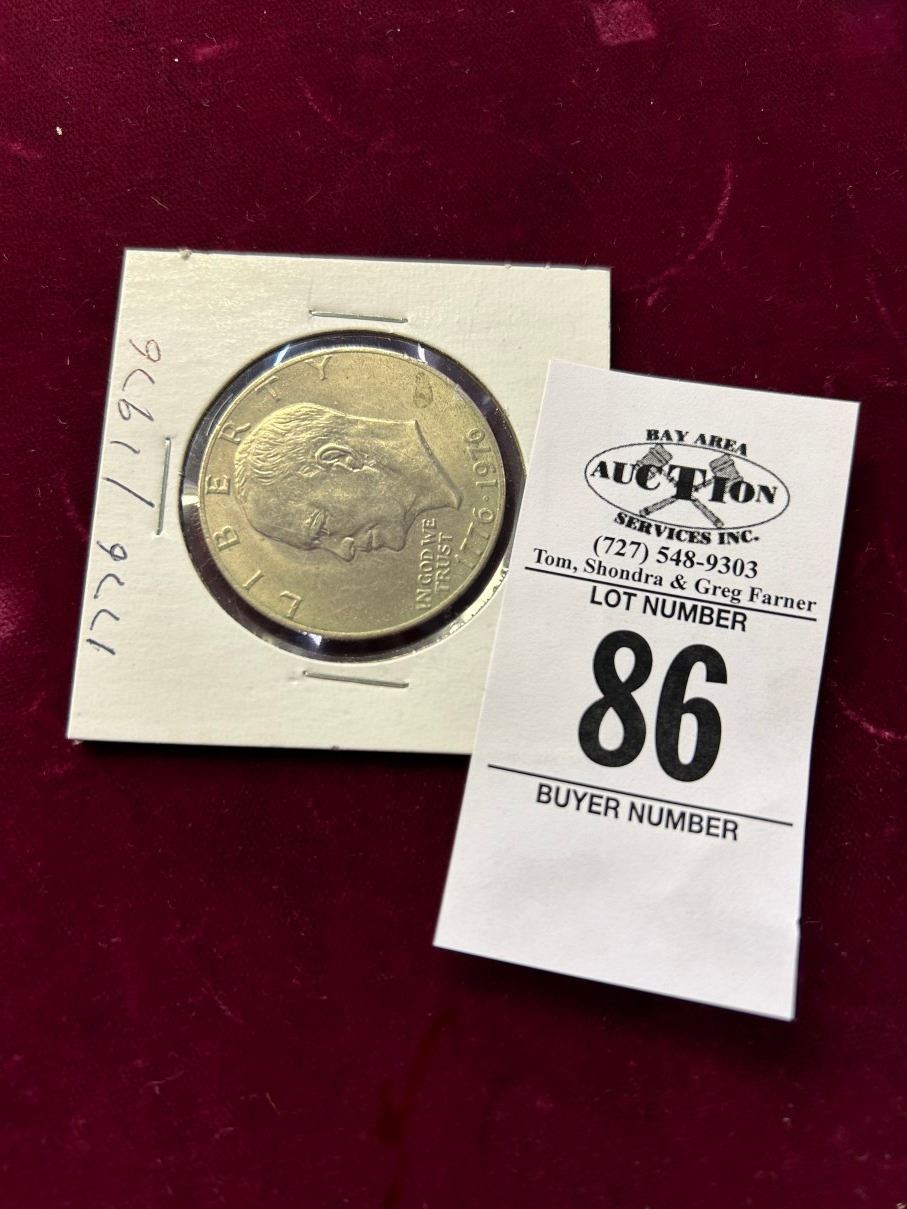 1776 / 1976
LIBERTY
IN GOD WE
TRUST
1776·1976
BAY AREA
AUCTION
SERVICES INC.
(727) 548-9303
Tom, Shondra & Greg Farner
LOT NUMBER
86
BUYER NUMBER